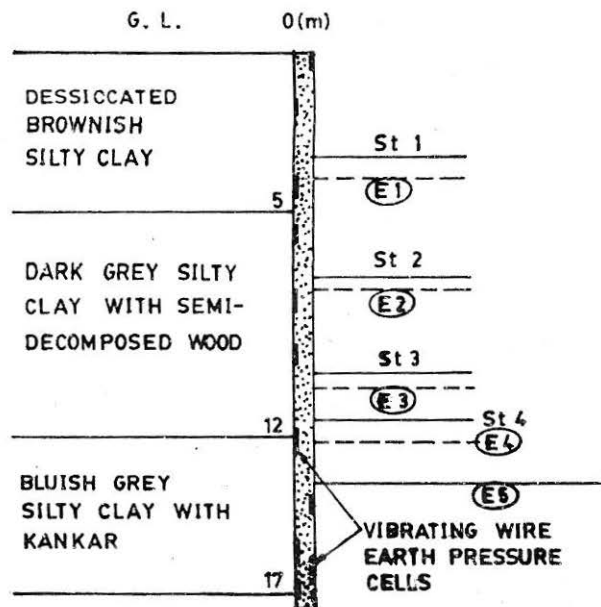 G. L. 0(m)
DESSICCATED
BROWNISH
SILTY CLAY
St 1
E1
5
DARK GREY SILTY
CLAY WITH SEMI-
DECOMPOSED WOOD
St 2
E2
St 3
E3
St 4
E4
12
BLUISH GREY
SILTY CLAY WITH
KANKAR
E5
VIBRATING WIRE
EARTH PRESSURE
CELLS
17